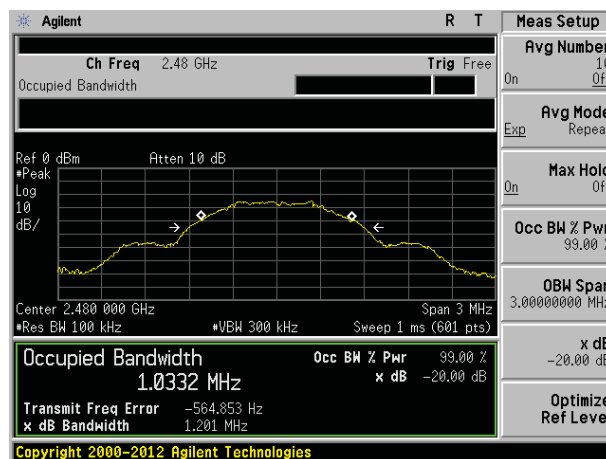 Agilent R T
Ch Freq 2.48 GHz Trig Free
Occupied Bandwidth
Ref 0 dBm Atten 10 dB
#Peak
Log
10
dB/
Center 2.480 000 GHz Span 3 MHz
#Res BW 100 kHz #VBW 300 kHz Sweep 1 ms (601 pts)
Occupied Bandwidth Occ BW % Pwr 99.00 %
1.0332 MHz x dB -20.00 dB
Transmit Freq Error -564.853 Hz
x dB Bandwidth 1.201 MHz
Copyright 2000-2012 Agilent Technologies
Meas Setup
Avg Number
On
Avg Mode
Exp Repea
Max Hold
On Of
Occ BW % Pwr
99.00 %
OBW Span
3.00000000 MHz
x dB
-20.00 dB
Optimize
Ref Leve